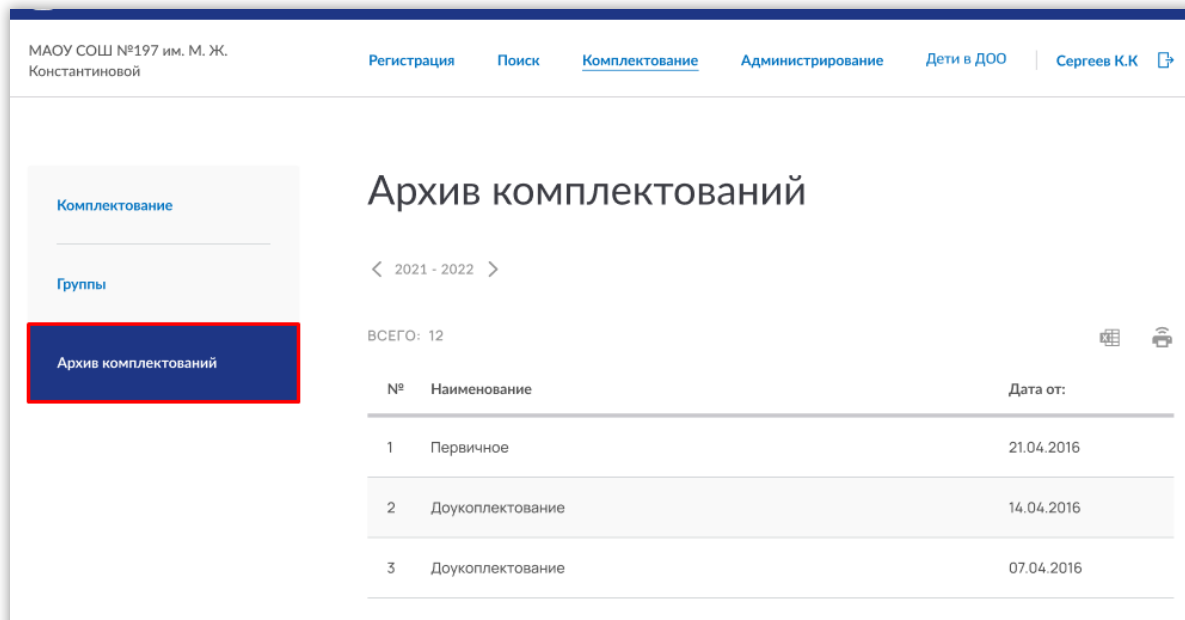 МАОУ СОШ №197 им. М. Ж.
Константиновой
Регистрация Поиск Комплектование Администрирование Дети в ДОО Сергеев К.К
Комплектование
Группы
Архив комплектований
Архив комплектований
2021 - 2022
ВСЕГО: 12
№ Наименование Дата от:
1 Первичное 21.04.2016
2 Доукоплектование 14.04.2016
3 Доукоплектование 07.04.2016